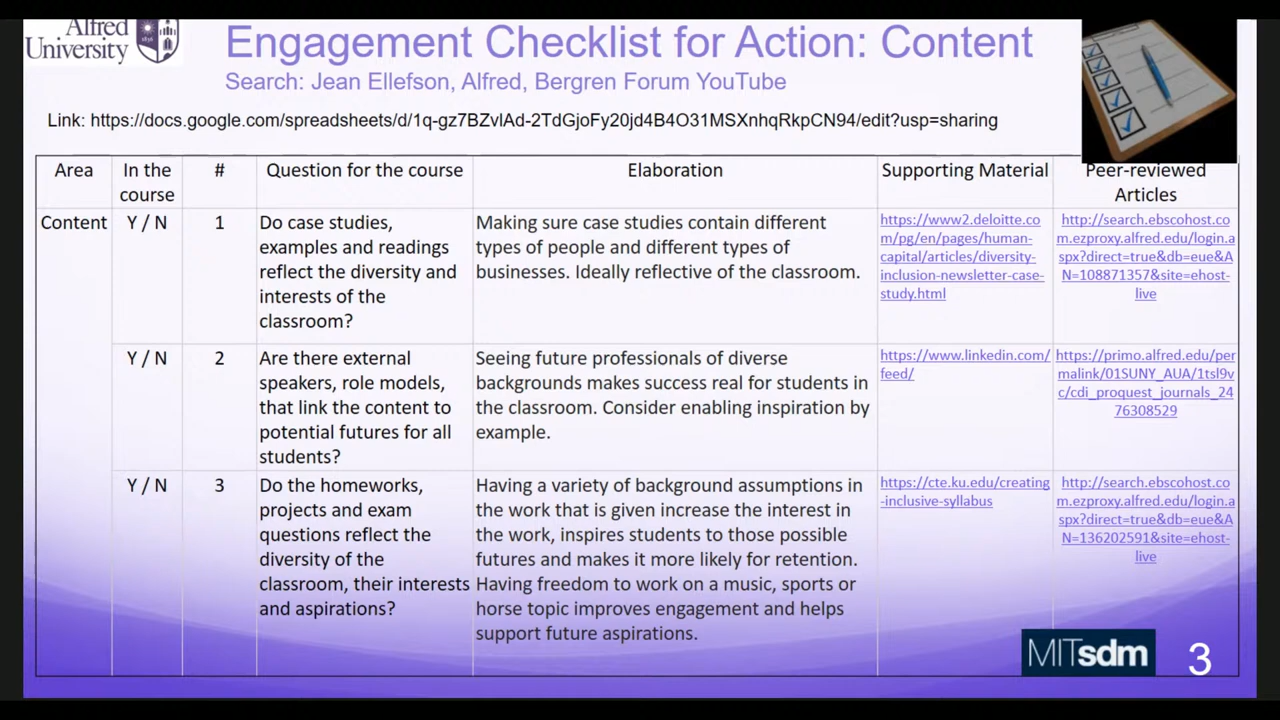 Alfred
University
Engagement Checklist for Action: Content
Search: Jean Ellefson, Alfred, Bergren Forum YouTube
Link: https://docs.google.com/spreadsheets/d/1q-gz7BZvlAd-2TdGjoFy20jd4B4O31MSXnhqRkpCN94/edit?usp=sharing
Area
In the
course
#
Question for the course
Elaboration
Supporting Material
Peer-reviewed
Articles
Content
Y / N
1
Do case studies,
examples and readings
reflect the diversity and
interests of the
classroom?
Making sure case studies contain different
types of people and different types of
businesses. Ideally reflective of the classroom.
https://www2.deloitte.co
m/pg/en/pages/human-
capital/articles/diversity-
inclusion-newsletter-case-
study.html
http://search.ebscohost.co
m.ezproxy.alfred.edu/login.a
spx?direct=true&db=eue&A
N=108871357&site=ehost-
live
Y / N
2
Are there external
speakers, role models,
that link the content to
potential futures for all
students?
Seeing future professionals of diverse
backgrounds makes success real for students in
the classroom. Consider enabling inspiration by
example.
https://www.linkedin.com/
feed/
https://primo.alfred.edu/per
malink/01SUNY_AUA/1tsl9v
c/cdi_proquest_journals_24
76308529
Y / N
3
Do the homeworks,
projects and exam
questions reflect the
diversity of the
classroom, their interests
and aspirations?
Having a variety of background assumptions in
the work that is given increase the interest in
the work, inspires students to those possible
futures and makes it more likely for retention.
Having freedom to work on a music, sports or
horse topic improves engagement and helps
support future aspirations.
https://cte.ku.edu/creating
-inclusive-syllabus
http://search.ebscohost.co
m.ezproxy.alfred.edu/login.a
spx?direct=true&db=eue&A
N=136202591&site=ehost-
live
MITsdm
3